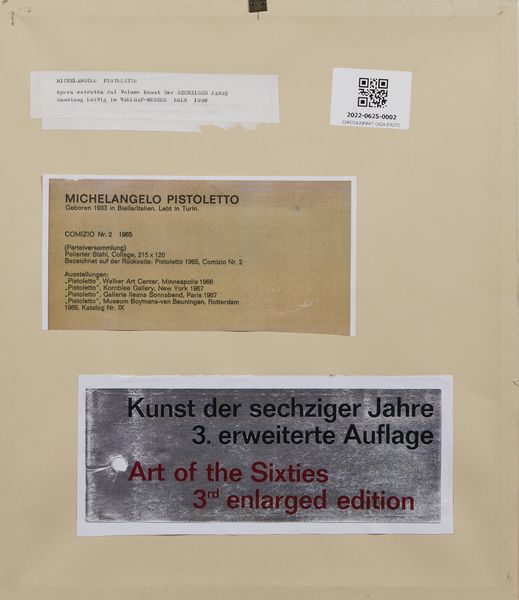 MICHELANGELO PISTOLETTO
Opera estratta dal Volume Kunst Der SECHZIGER JAHRE
Sammlung Ludwig im WALLRAF-MUSEUM KOLN 1969
2022-0625-0002
CAPITOLIUMART CASA D'ASTE
MICHELANGELO PISTOLETTO
Geboren 1933 in Biella/Italien. Lebt in Turin.
COMIZIO Nr. 2 1965
(Parteiversammlung)
Polierter Stahl, Collage, 215 x 120
Bezeichnet auf der Rückseite: Pistoletto 1965, Comizio Nr. 2
Ausstellungen:
„Pistoletto”, Walker Art Center, Minneapolis 1966
„Pistoletto”, Kornblee Gallery, New York 1967
„Pistoletto”, Gallerie Ileana Sonnabend, Paris 1967
„Pistoletto”, Museum Boymans-van Beuningen, Rotterdam
1969, Katalog Nr. IX
Kunst der sechziger Jahre
3. erweiterte Auflage
Art of the Sixties
3rd enlarged edition